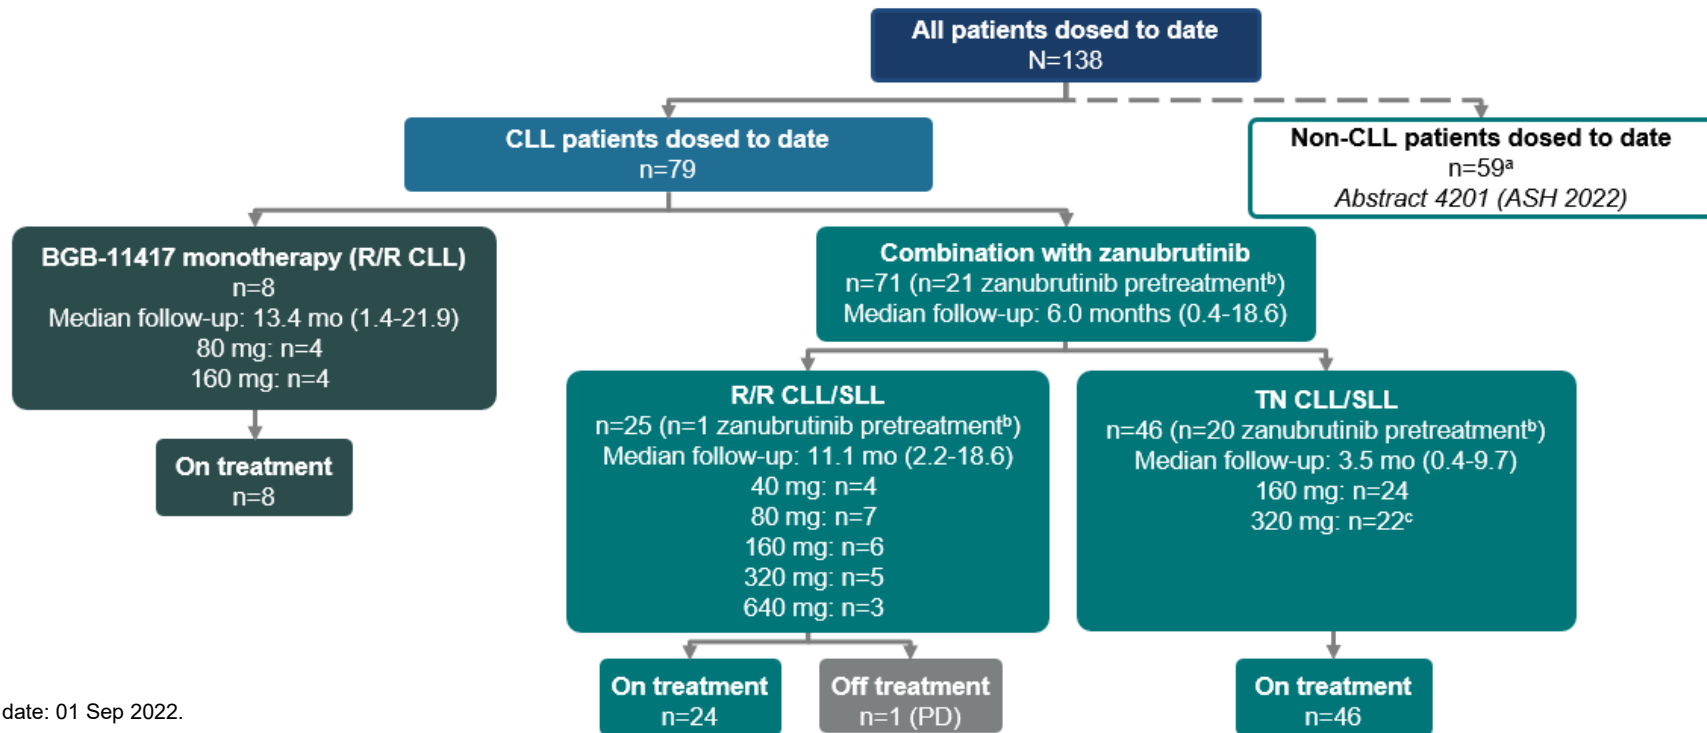 All patients dosed to date
N=138
CLL patients dosed to date
n=79
Non-CLL patients dosed to date
n=59ᵃ
Abstract 4201 (ASH 2022)
BGB-11417 monotherapy (R/R CLL)
n=8
Median follow-up: 13.4 mo (1.4-21.9)
80 mg: n=4
160 mg: n=4
Combination with zanubrutinib
n=71 (n=21 zanubrutinib pretreatmentᵇ)
Median follow-up: 6.0 months (0.4-18.6)
R/R CLL/SLL
n=25 (n=1 zanubrutinib pretreatmentᵇ)
Median follow-up: 11.1 mo (2.2-18.6)
40 mg: n=4
80 mg: n=7
160 mg: n=6
320 mg: n=5
640 mg: n=3
TN CLL/SLL
n=46 (n=20 zanubrutinib pretreatmentᵇ)
Median follow-up: 3.5 mo (0.4-9.7)
160 mg: n=24
320 mg: n=22ᶜ
On treatment
n=8
On treatment
n=24
Off treatment
n=1 (PD)
On treatment
n=46
date: 01 Sep 2022.